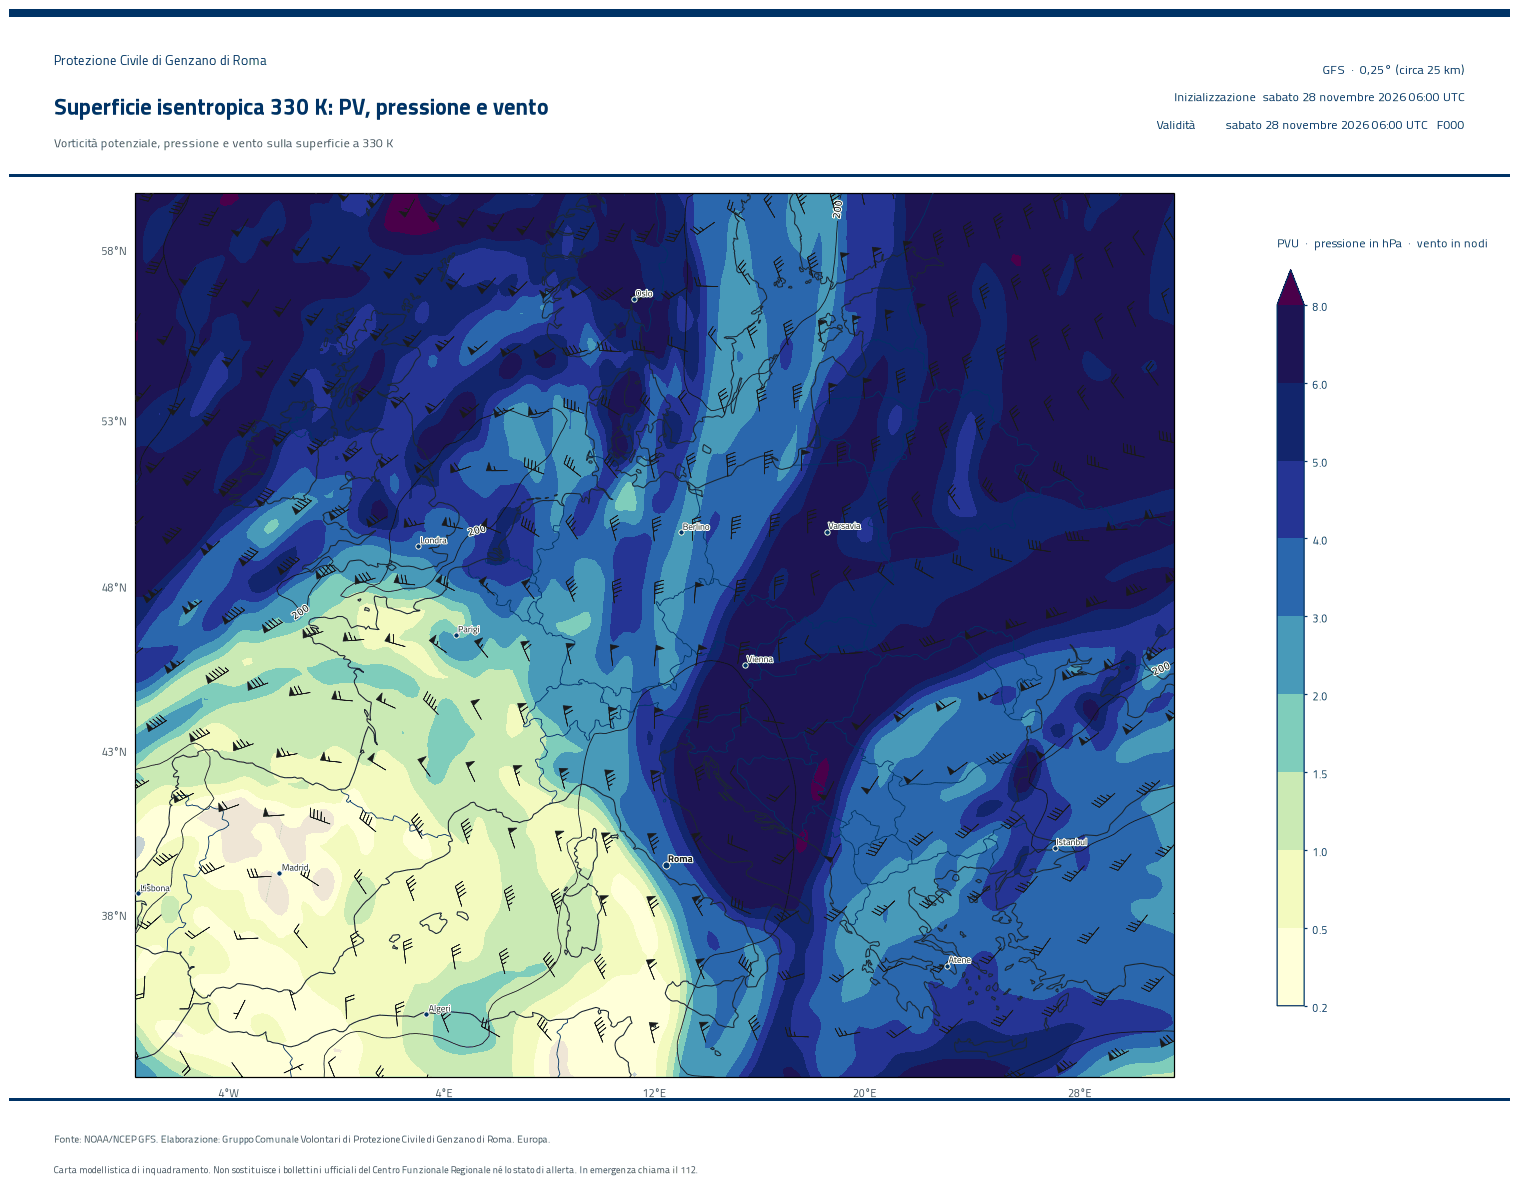 Protezione Civile di Genzano di Roma
Superficie isentropica 330 K: PV, pressione e vento
Vorticità potenziale, pressione e vento sulla superficie a 330 K
GFS · 0,25° (circa 25 km)
Inizializzazione sabato 28 novembre 2026 06:00 UTC
Validità sabato 28 novembre 2026 06:00 UTC F000
PVU · pressione in hPa · vento in nodi
8.0
6.0
5.0
4.0
3.0
2.0
1.5
1.0
0.5
0.2
58°N
53°N
48°N
43°N
38°N
4°W
4°E
12°E
20°E
28°E
200
Oslo
200
Londra
Berlino
Varsavia
200
Parigi
Vienna
200
Istanbul
Roma
Madrid
Lisbona
Atene
Algeri
Fonte: NOAA/NCEP GFS. Elaborazione: Gruppo Comunale Volontari di Protezione Civile di Genzano di Roma. Europa.
Carta modellistica di inquadramento. Non sostituisce i bollettini ufficiali del Centro Funzionale Regionale né lo stato di allerta. In emergenza chiama il 112.